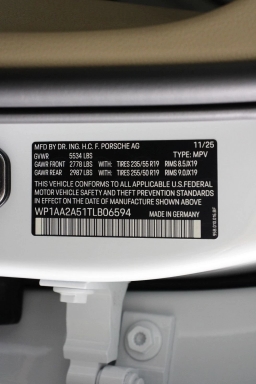 MFD BY DR. ING. H.C. F. PORSCHE AG 11/25
GVWR 5534 LBS TYPE: MPV
GAWR FRONT 2778 LBS WITH: TIRES 235/55 R19 RIMS 8.0JX19
GAWR REAR 2987 LBS WITH: TIRES 255/50 R19 RIMS 9.0JX19
THIS VEHICLE CONFORMS TO ALL APPLICABLE U.S.FEDERAL
MOTOR VEHICLE SAFETY AND THEFT PREVENTION STANDARDS
IN EFFECT ON THE DATE OF MANUFACTURE SHOWN ABOVE.
WP1AA2A51TLB06594 MADE IN GERMANY